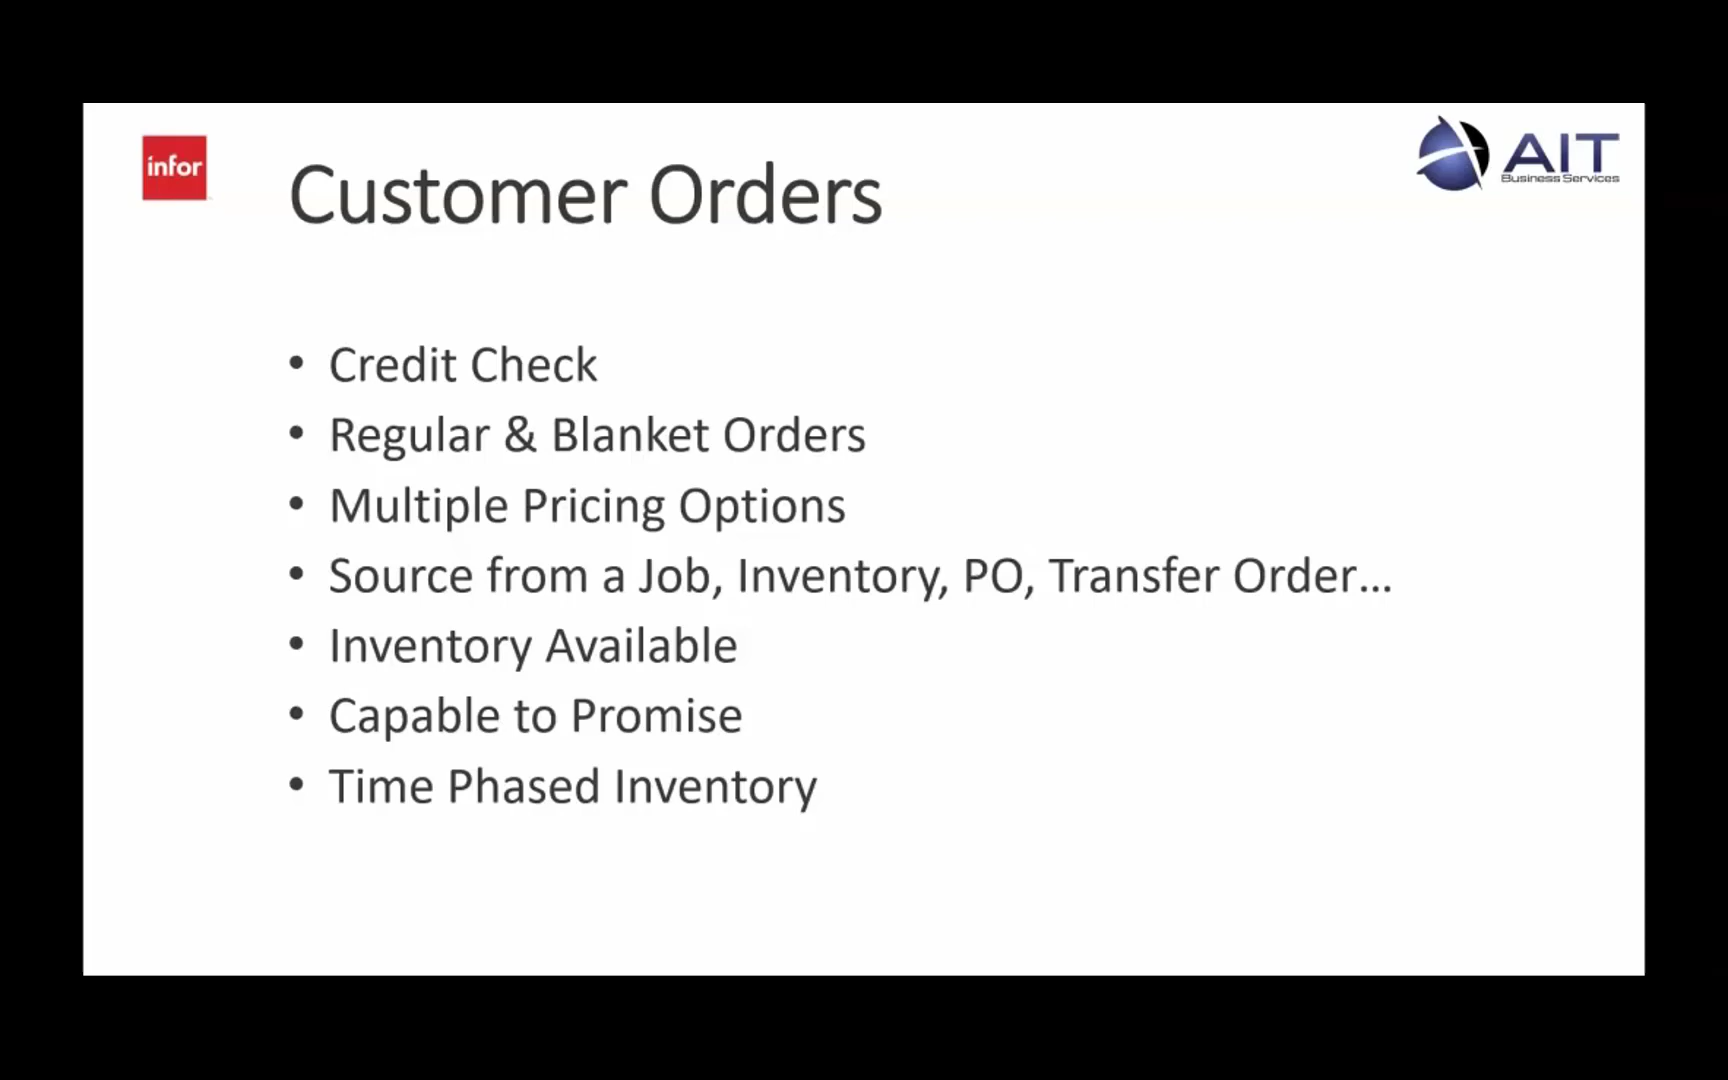 infor
AIT
Business Services
Customer Orders
• Credit Check
• Regular & Blanket Orders
• Multiple Pricing Options
• Source from a Job, Inventory, PO, Transfer Order...
• Inventory Available
• Capable to Promise
• Time Phased Inventory